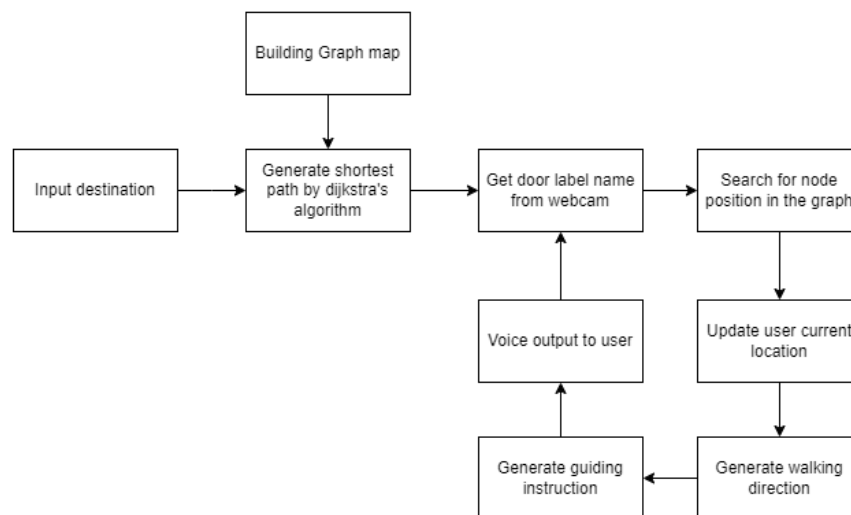 Building Graph map
Input destination
Generate shortest
path by dijkstra's
algorithm
Get door label name
from webcam
Search for node
position in the graph
Voice output to user
Update user current
location
Generate guiding
instruction
Generate walking
direction